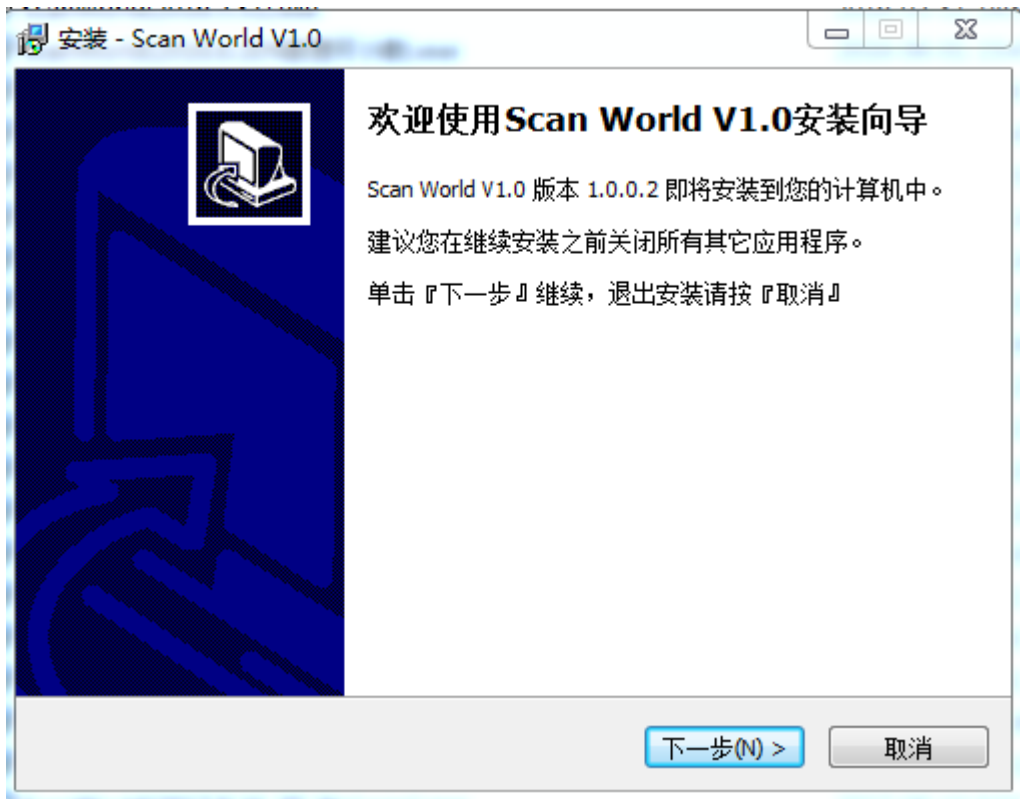 安装 - Scan World V1.0
欢迎使用Scan World V1.0安装向导
Scan World V1.0 版本 1.0.0.2 即将安装到您的计算机中。
建议您在继续安装之前关闭所有其它应用程序。
单击『下一步』继续，退出安装请按『取消』
下一步(N) >
取消